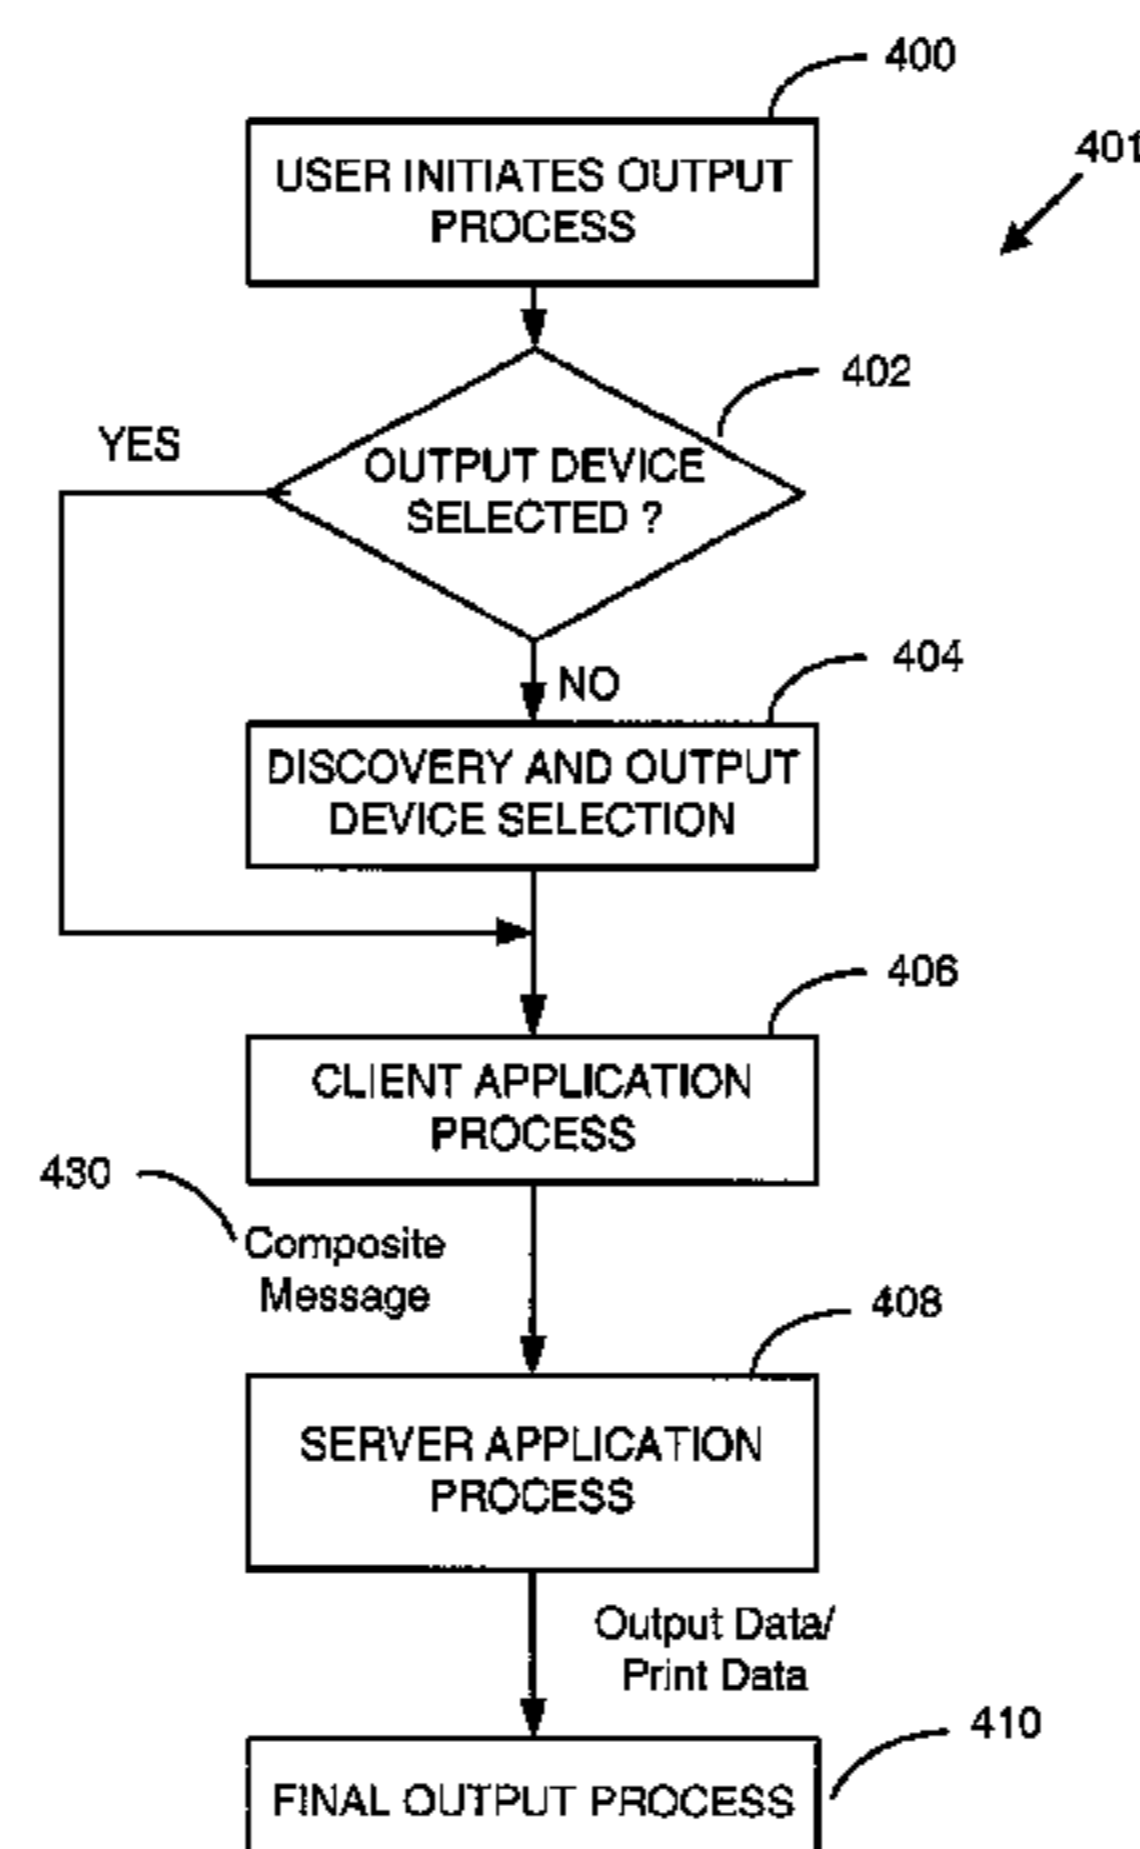 400
401
USER INITIATES OUTPUT
PROCESS
402
YES
OUTPUT DEVICE
SELECTED ?
404
NO
DISCOVERY AND OUTPUT
DEVICE SELECTION
406
CLIENT APPLICATION
PROCESS
430
Composite
Message
408
SERVER APPLICATION
PROCESS
Output Data/
Print Data
410
FINAL OUTPUT PROCESS